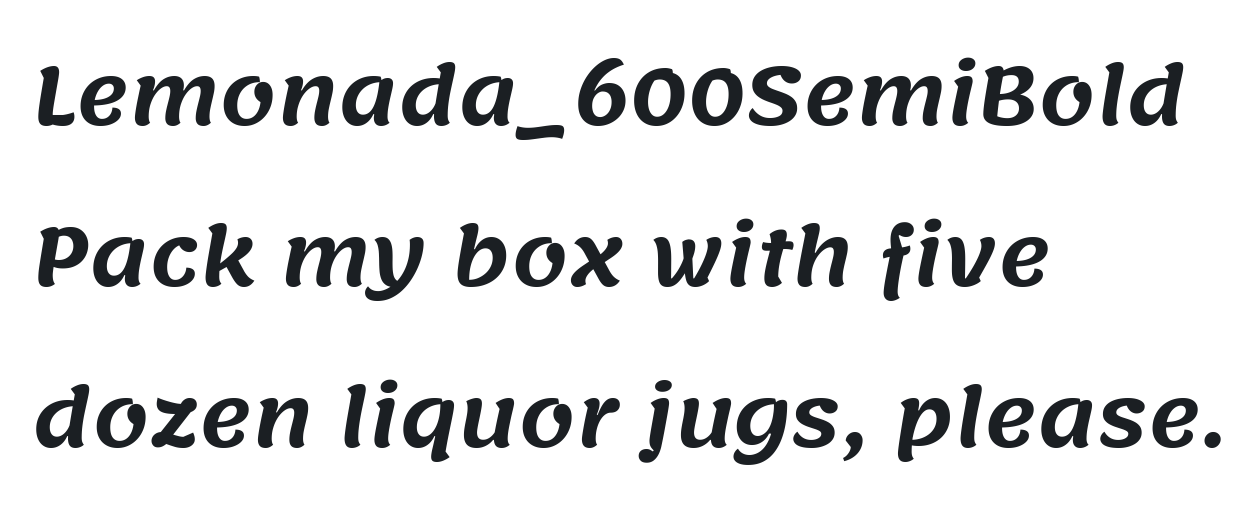 Lemonada_600SemiBold
Pack my box with five
dozen liquor jugs, please.